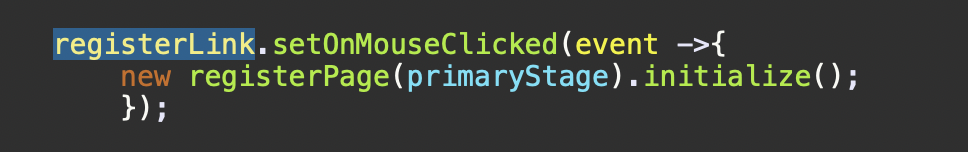 registerLink.setOnMouseClicked(event ->{
new registerPage(primaryStage).initialize();
});